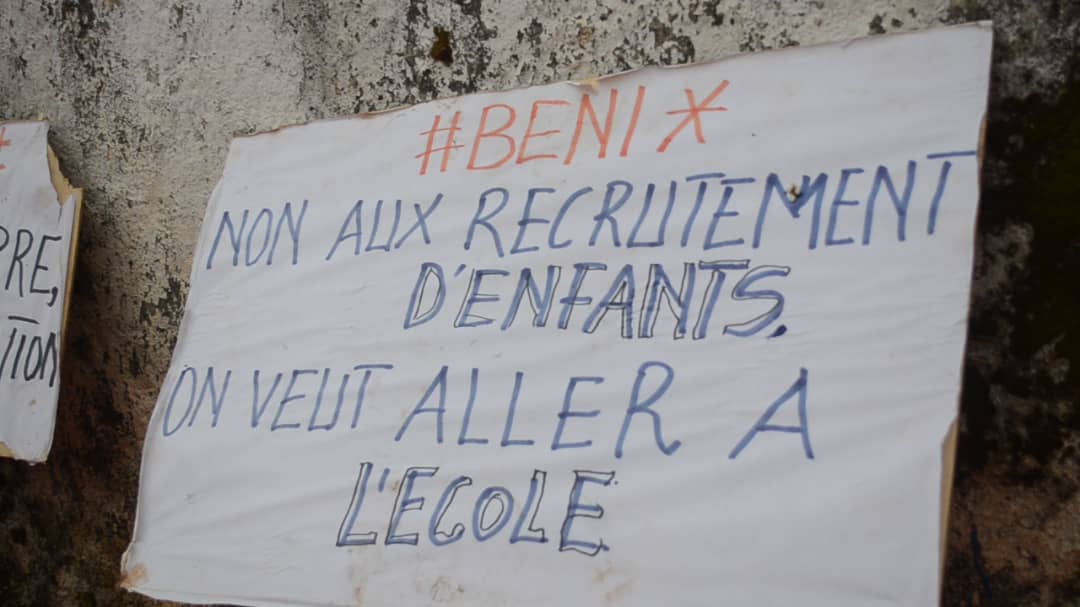 #BENI X
NON AUX RECRUTEMENT
D'ENFANTS.
ON VEUT ALLER A
L'ECOLE